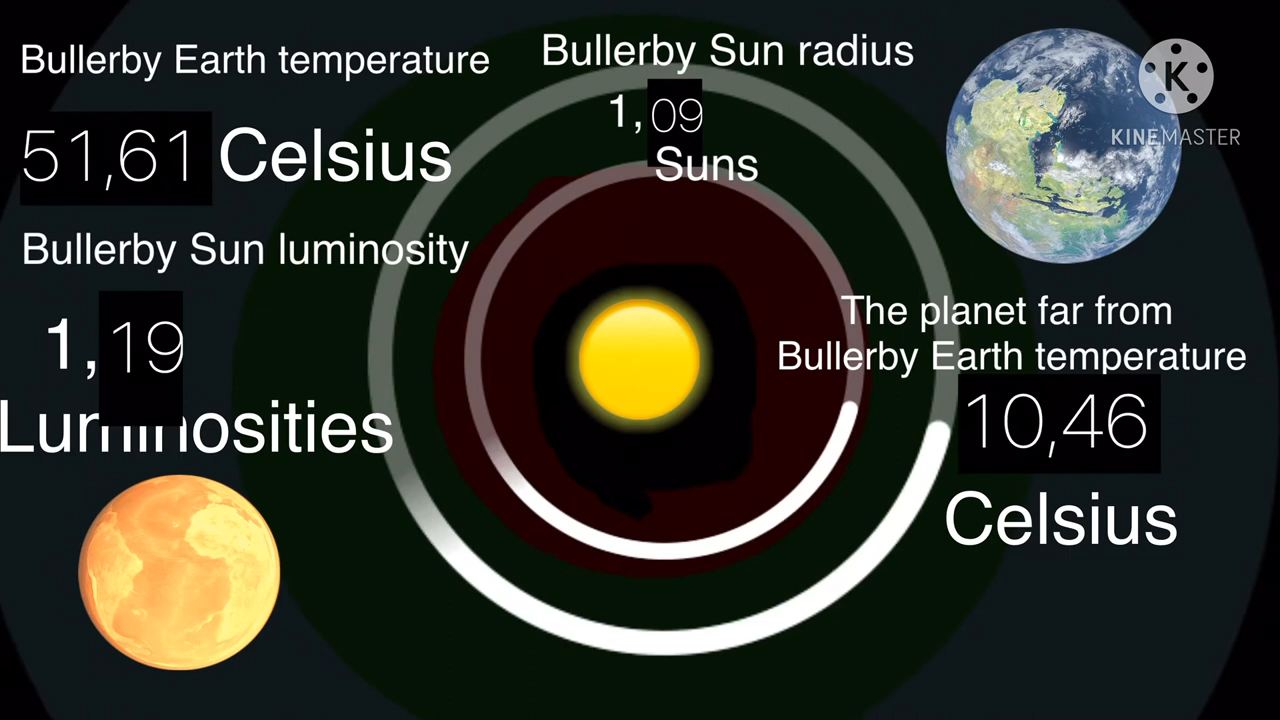 Bullerby Earth temperature
51,61 Celsius
Bullerby Sun luminosity
1,19
Luminosities
Bullerby Sun radius
1,09
Suns
K
KINEMASTER
The planet far from
Bullerby Earth temperature
10,46
Celsius